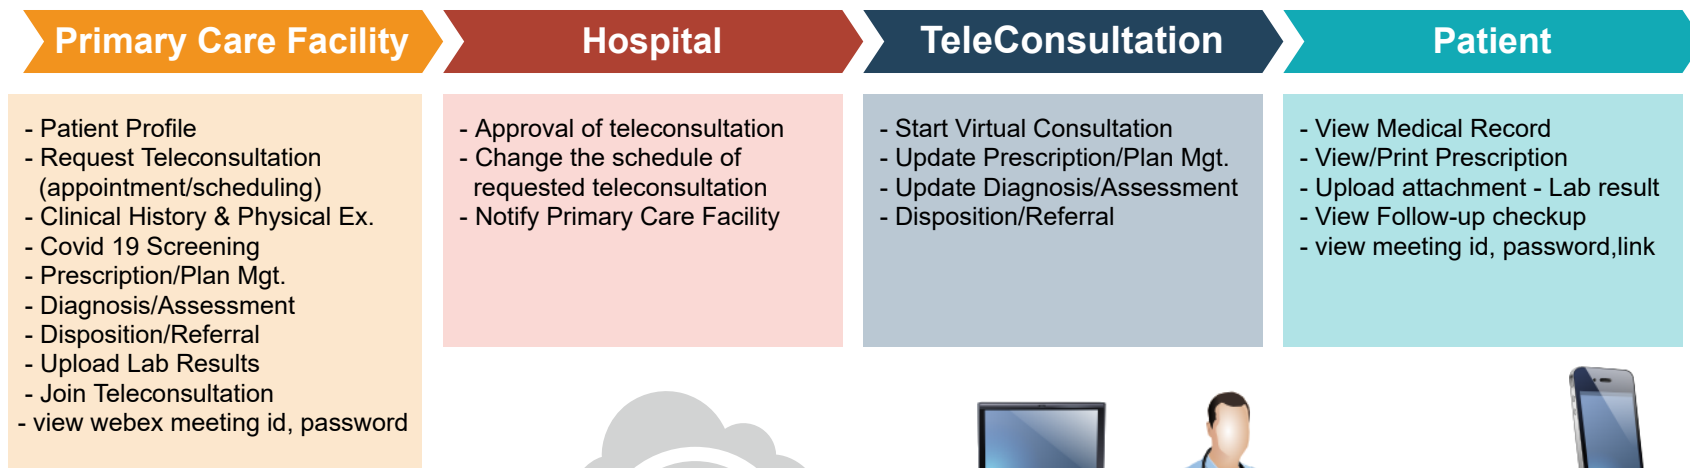 Primary Care Facility
Hospital
TeleConsultation
Patient
- Patient Profile
- Request Teleconsultation
(appointment/scheduling)
- Clinical History & Physical Ex.
- Covid 19 Screening
- Prescription/Plan Mgt.
- Diagnosis/Assessment
- Disposition/Referral
- Upload Lab Results
- Join Teleconsultation
- view webex meeting id, password
- Approval of teleconsultation
- Change the schedule of
requested teleconsultation
- Notify Primary Care Facility
- Start Virtual Consultation
- Update Prescription/Plan Mgt.
- Update Diagnosis/Assessment
- Disposition/Referral
- View Medical Record
- View/Print Prescription
- Upload attachment - Lab result
- View Follow-up checkup
- view meeting id, password,link